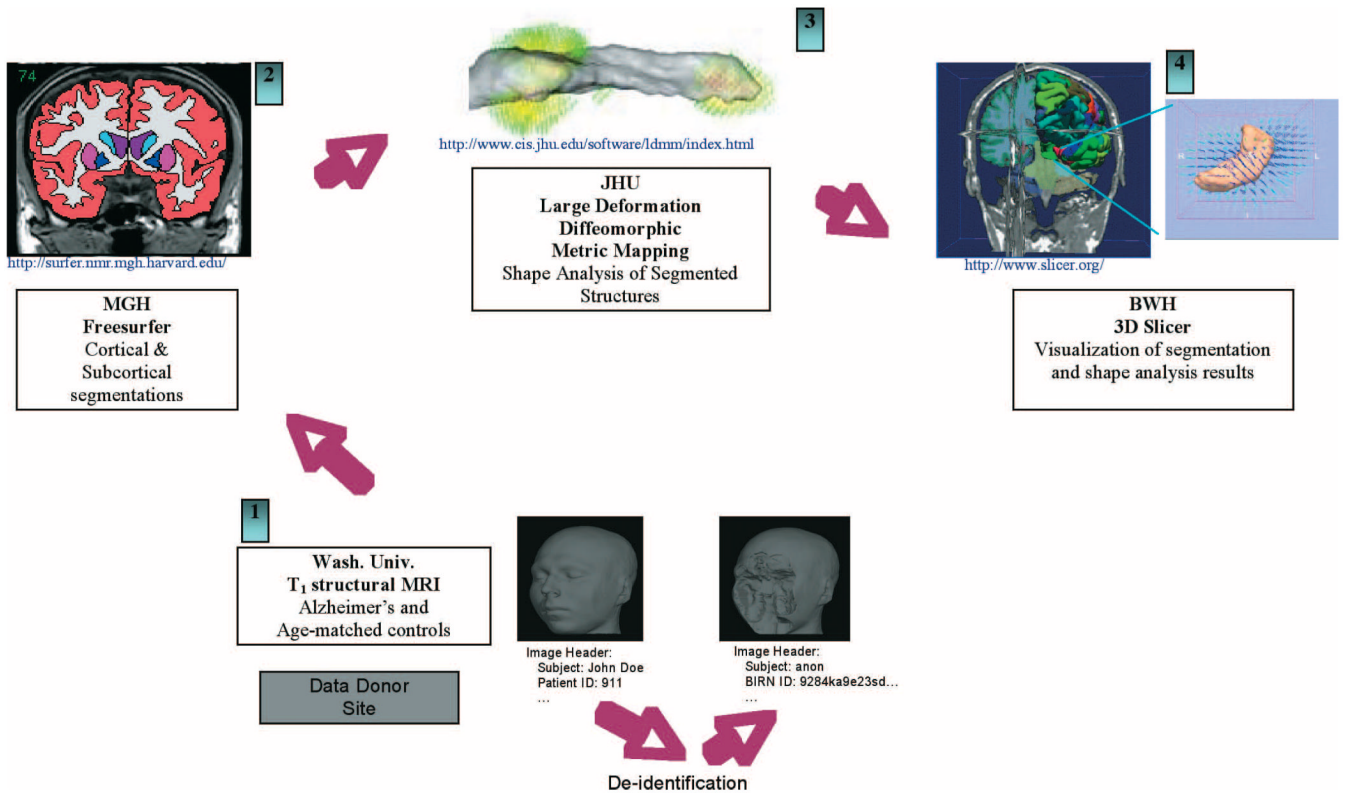 2
74
http://surfer.nmr.mgh.harvard.edu/
MGH
Freesurfer
Cortical &
Subcortical
segmentations
3
http://www.cis.jhu.edu/software/ldmm/index.html
JHU
Large Deformation
Diffeomorphic
Metric Mapping
Shape Analysis of Segmented
Structures
4
R
L
http://www.slicer.org/
BWH
3D Slicer
Visualization of segmentation
and shape analysis results
1
Wash. Univ.
T₁ structural MRI
Alzheimer's and
Age-matched controls
Data Donor
Site
Image Header:
Subject: John Doe
Patient ID: 911
...
Image Header:
Subject: anon
BIRN ID: 9284ka9e23sd...
...
De-identification